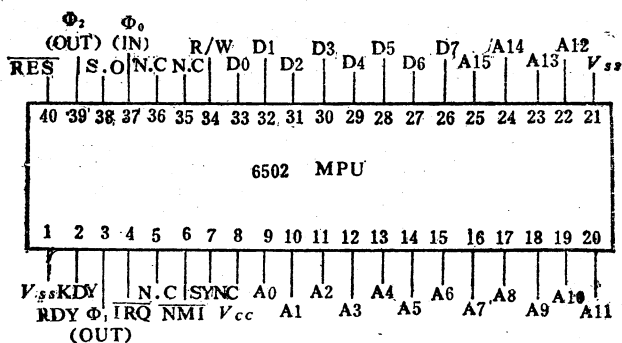 Φ₂ Φ₀
(OUT) (IN) R/W D1 D3 D5 D7 A14 A12
RES S.O N.C N.C D0 D2 D4 D6 A15 A13 Vss
40 39 38 37 36 35 34 33 32 31 30 29 28 27 26 25 24 23 22 21
6502 MPU
1 2 3 4 5 6 7 8 9 10 11 12 13 14 15 16 17 18 19 20
Vss KDY N.C SYNC A0 A2 A4 A6 A8 A10
RDY Φ₁ IRQ NMI Vcc A1 A3 A5 A7 A9 A11
(OUT)